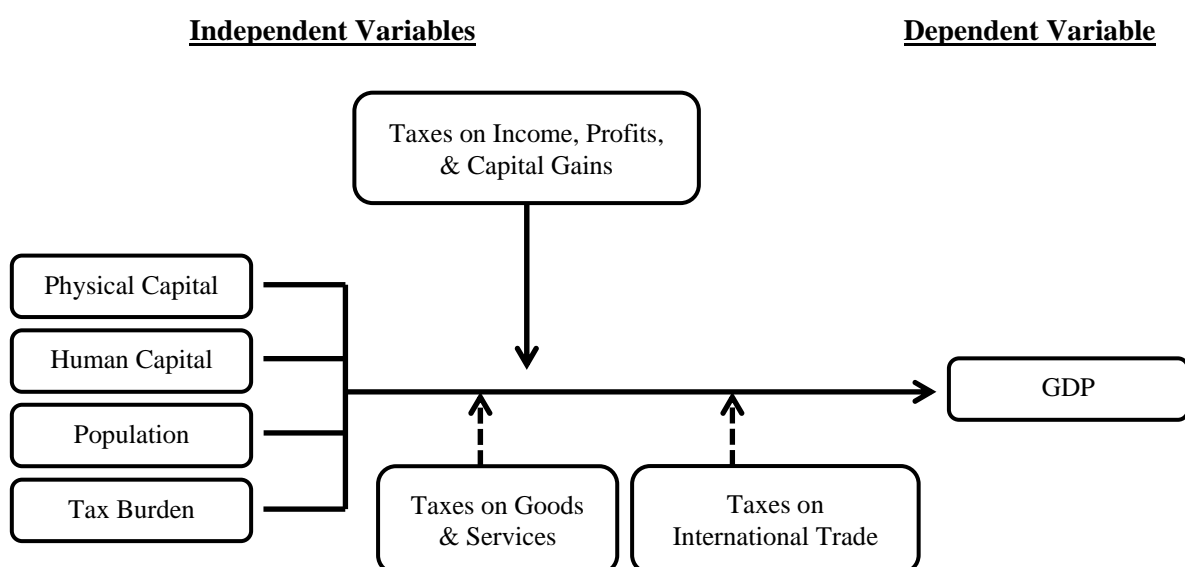 Independent Variables
Dependent Variable
Taxes on Income, Profits,
& Capital Gains
Physical Capital
Human Capital
Population
Tax Burden
GDP
Taxes on Goods
& Services
Taxes on
International Trade